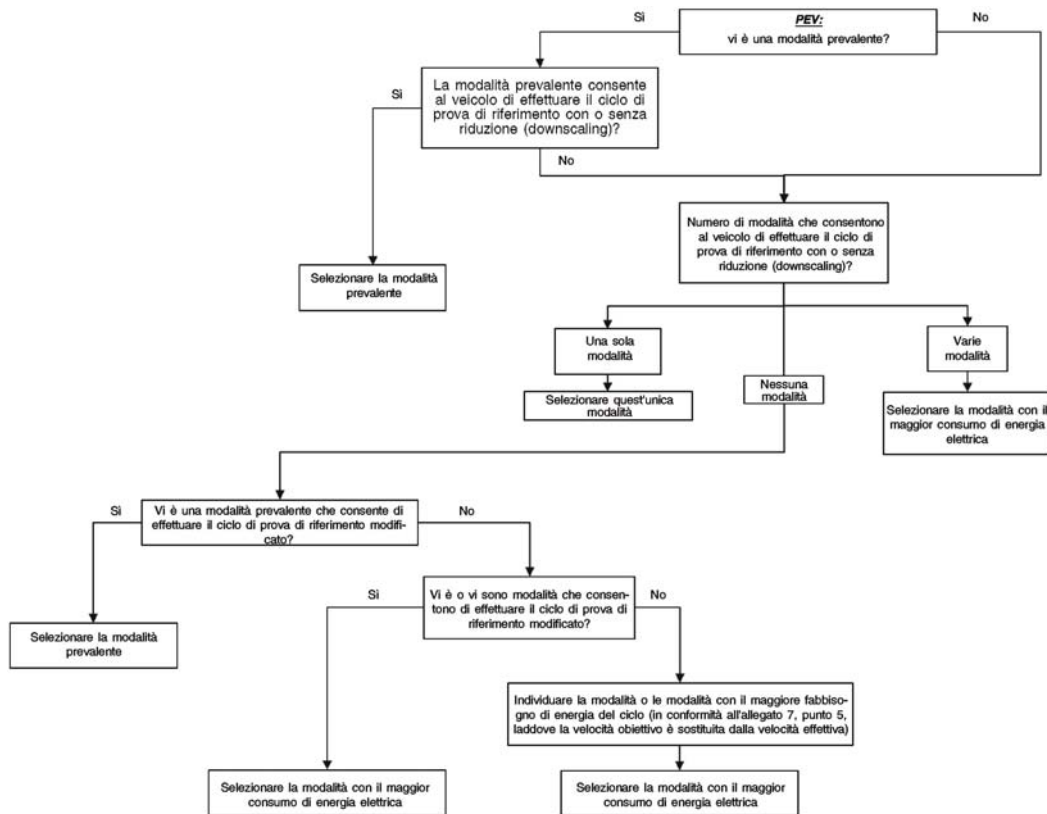 PEV:
Sì
vi è una modalità prevalente?
No
La modalità prevalente consente
al veicolo di effettuare il ciclo di
prova di riferimento con o senza
riduzione (downscaling)?
Sì
No
Numero di modalità che consentono
al veicolo di effettuare il ciclo di
prova di riferimento con o senza
riduzione (downscaling)?
Selezionare la modalità
prevalente
Una sola
modalità
Varie
modalità
Nessuna
modalità
Selezionare quest'unica
modalità
Selezionare la modalità con il
maggior consumo di energia
elettrica
Sì
Vi è una modalità prevalente che consente di
effettuare il ciclo di prova di riferimento modifi-
cato?
No
Sì
Vi è o vi sono modalità che consen-
tono di effettuare il ciclo di prova di
riferimento modificato?
No
Selezionare la modalità
prevalente
Individuare la modalità o le modalità con il maggiore fabbiso-
gno di energia del ciclo (in conformità all'allegato 7, punto 5,
laddove la velocità obiettivo è sostituita dalla velocità effettiva)
Selezionare la modalità con il maggior
consumo di energia elettrica
Selezionare la modalità con il maggior
consumo di energia elettrica